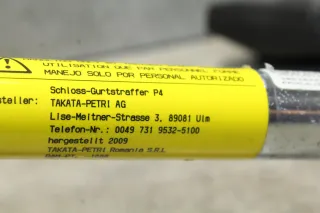 UTILISATION QUE PAR PERSONNEL FORME
MANEJO SOLO POR PERSONAL AUTORIZADO
Schloss-Gurtstraffer P4
steller: TAKATA-PETRI AG
Lise-Meitner-Strasse 3, 89081 Ulm
Telefon-Nr.: 0049 731 9532-5100
hergestellt 2009
TAKATA-PETRI Romania S.R.L